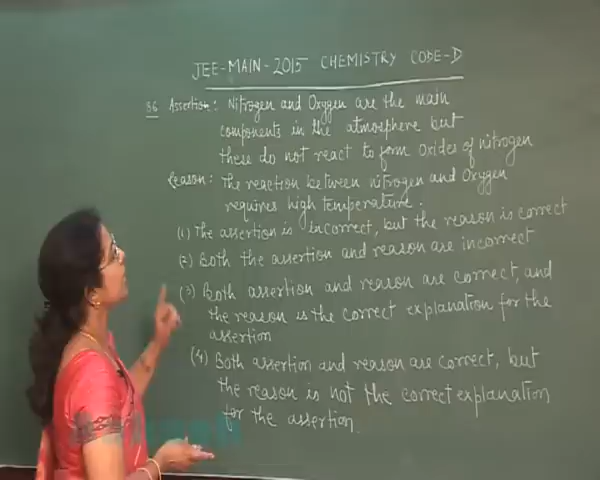 JEE-MAIN-2015 CHEMISTRY CODE-D
86 Assertion: Nitrogen and Oxygen are the main
components in the atmosphere but
these do not react to form oxides of nitrogen
Reason: The reaction between nitrogen and Oxygen
requires high temperature.
(1) The assertion is incorrect, but the reason is correct
(2) Both the assertion and reason are incorrect
(3) Both assertion and reason are correct, and
the reason is the correct explanation for the
assertion
(4) Both assertion and reason are correct, but
the reason is not the correct explanation
for the assertion.